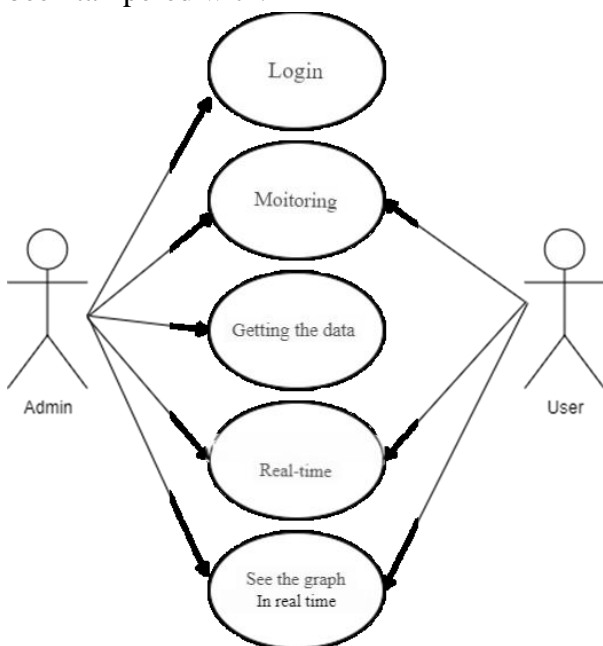 Login
Moitoring
Getting the data
Admin
User
Real-time
See the graph
In real time